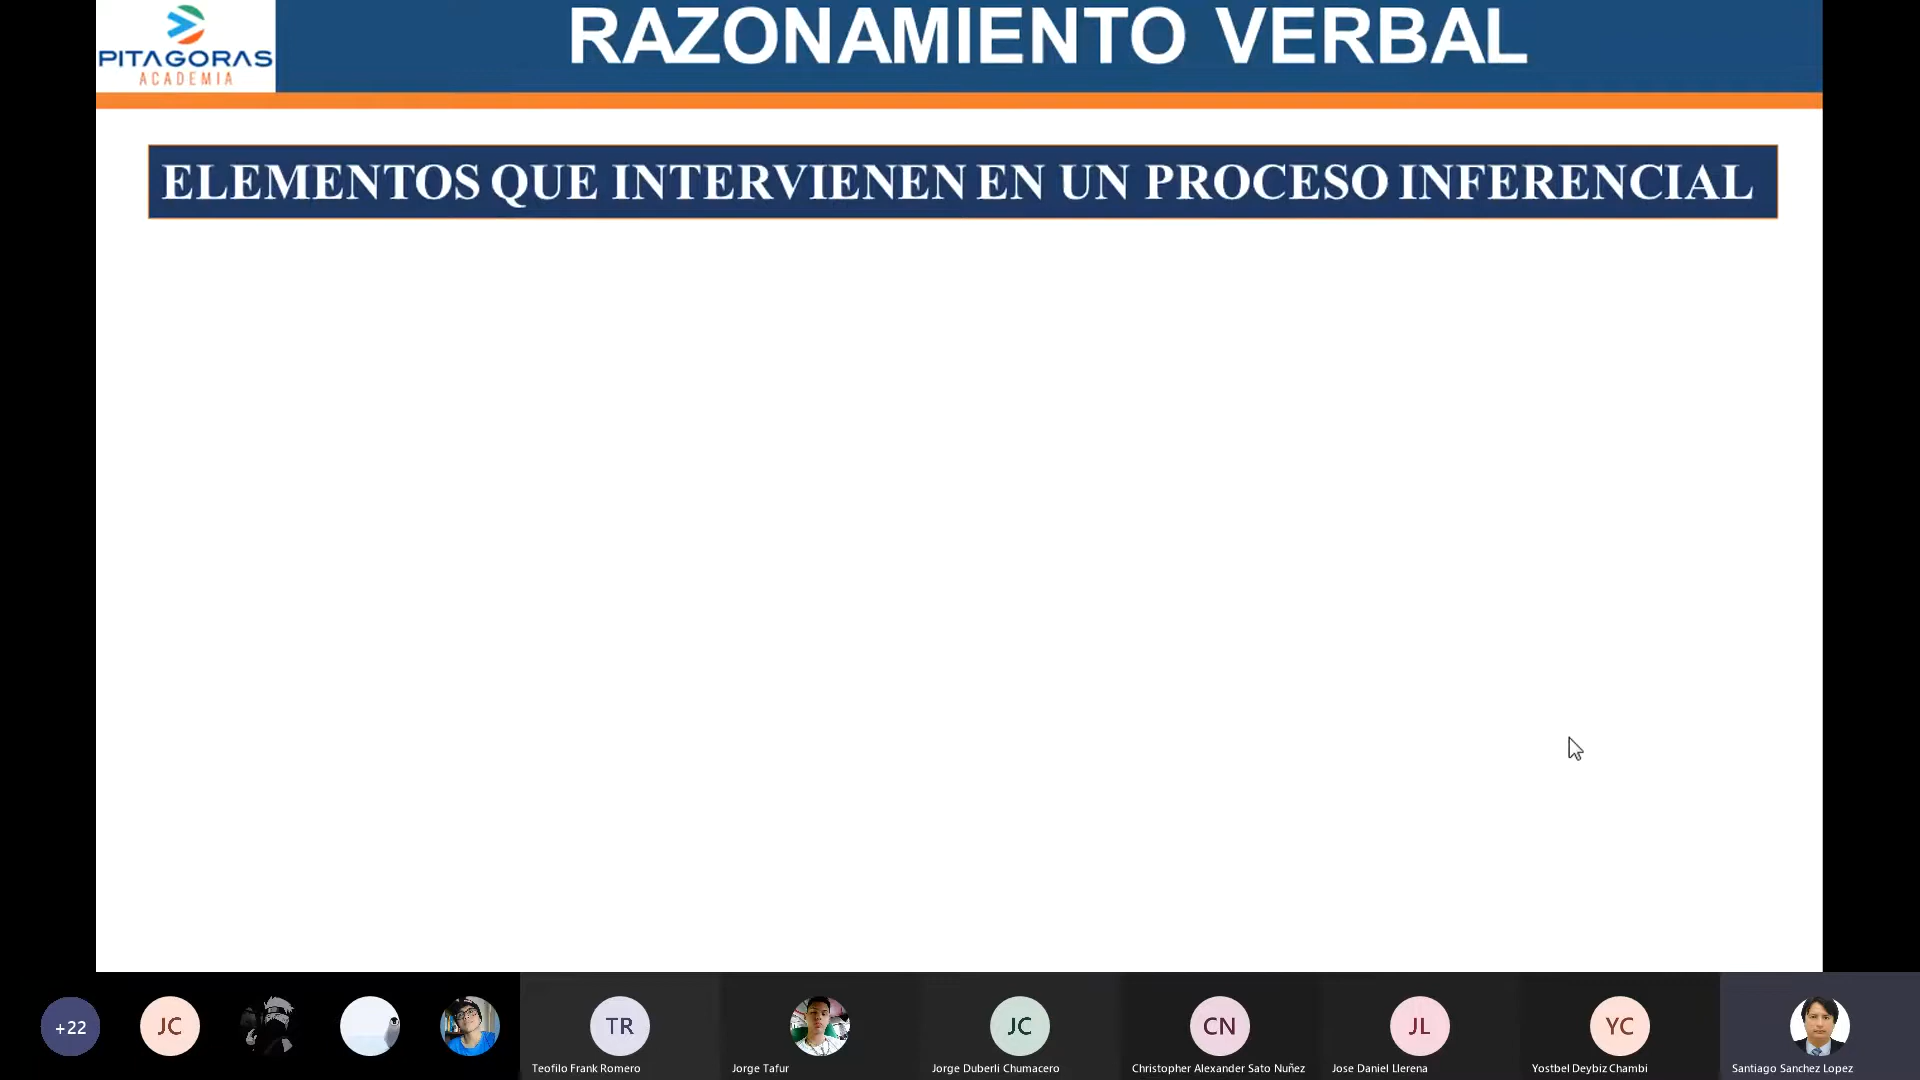 PITAGORAS
ACADEMIA
RAZONAMIENTO VERBAL
ELEMENTOS QUE INTERVIENEN EN UN PROCESO INFERENCIAL
+22
JC
TR
JC
CN
JL
YC
Teofilo Frank Romero
Jorge Tafur
Jorge Duberli Chumacero
Christopher Alexander Sato Nuñez
Jose Daniel Llerena
Yostbel Deybiz Chambi
Santiago Sanchez Lopez